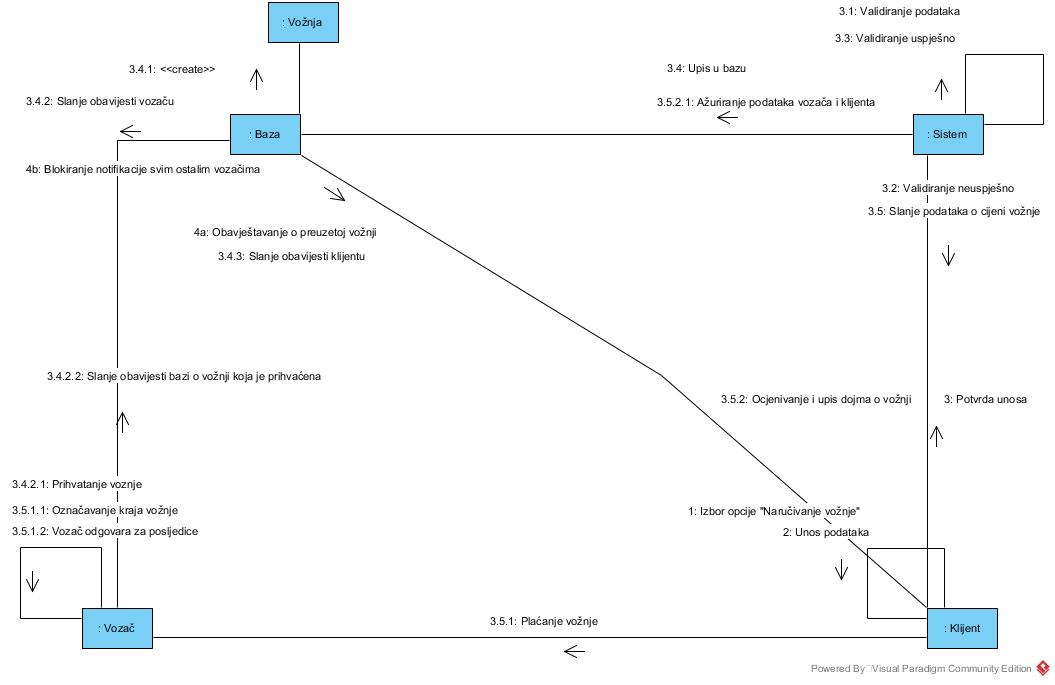 3.1: Validiranje podataka
: Vožnja
3.3: Validiranje uspješno
3.4.1: <<create>>
3.4: Upis u bazu
3.4.2: Slanje obavijesti vozaču
3.5.2.1: Ažuriranje podataka vozača i klijenta
: Baza
: Sistem
4b: Blokiranje notifikacije svim ostalim vozačima
3.2: Validiranje neuspješno
3.5: Slanje podataka o cijeni vožnje
4a: Obavještavanje o preuzetoj vožnji
3.4.3: Slanje obavijesti klijentu
3.4.2.2: Slanje obavijesti bazi o vožnji koja je prihvaćena
3.5.2: Ocjenivanje i upis dojma o vožnji
3: Potvrda unosa
3.4.2.1: Prihvatanje voznje
3.5.1.1: Označavanje kraja vožnje
1: Izbor opcije "Naručivanje vožnje"
3.5.1.2: Vozač odgovara za posljedice
2: Unos podataka
3.5.1: Plaćanje vožnje
: Vozač
: Klijent
Powered By Visual Paradigm Community Edition